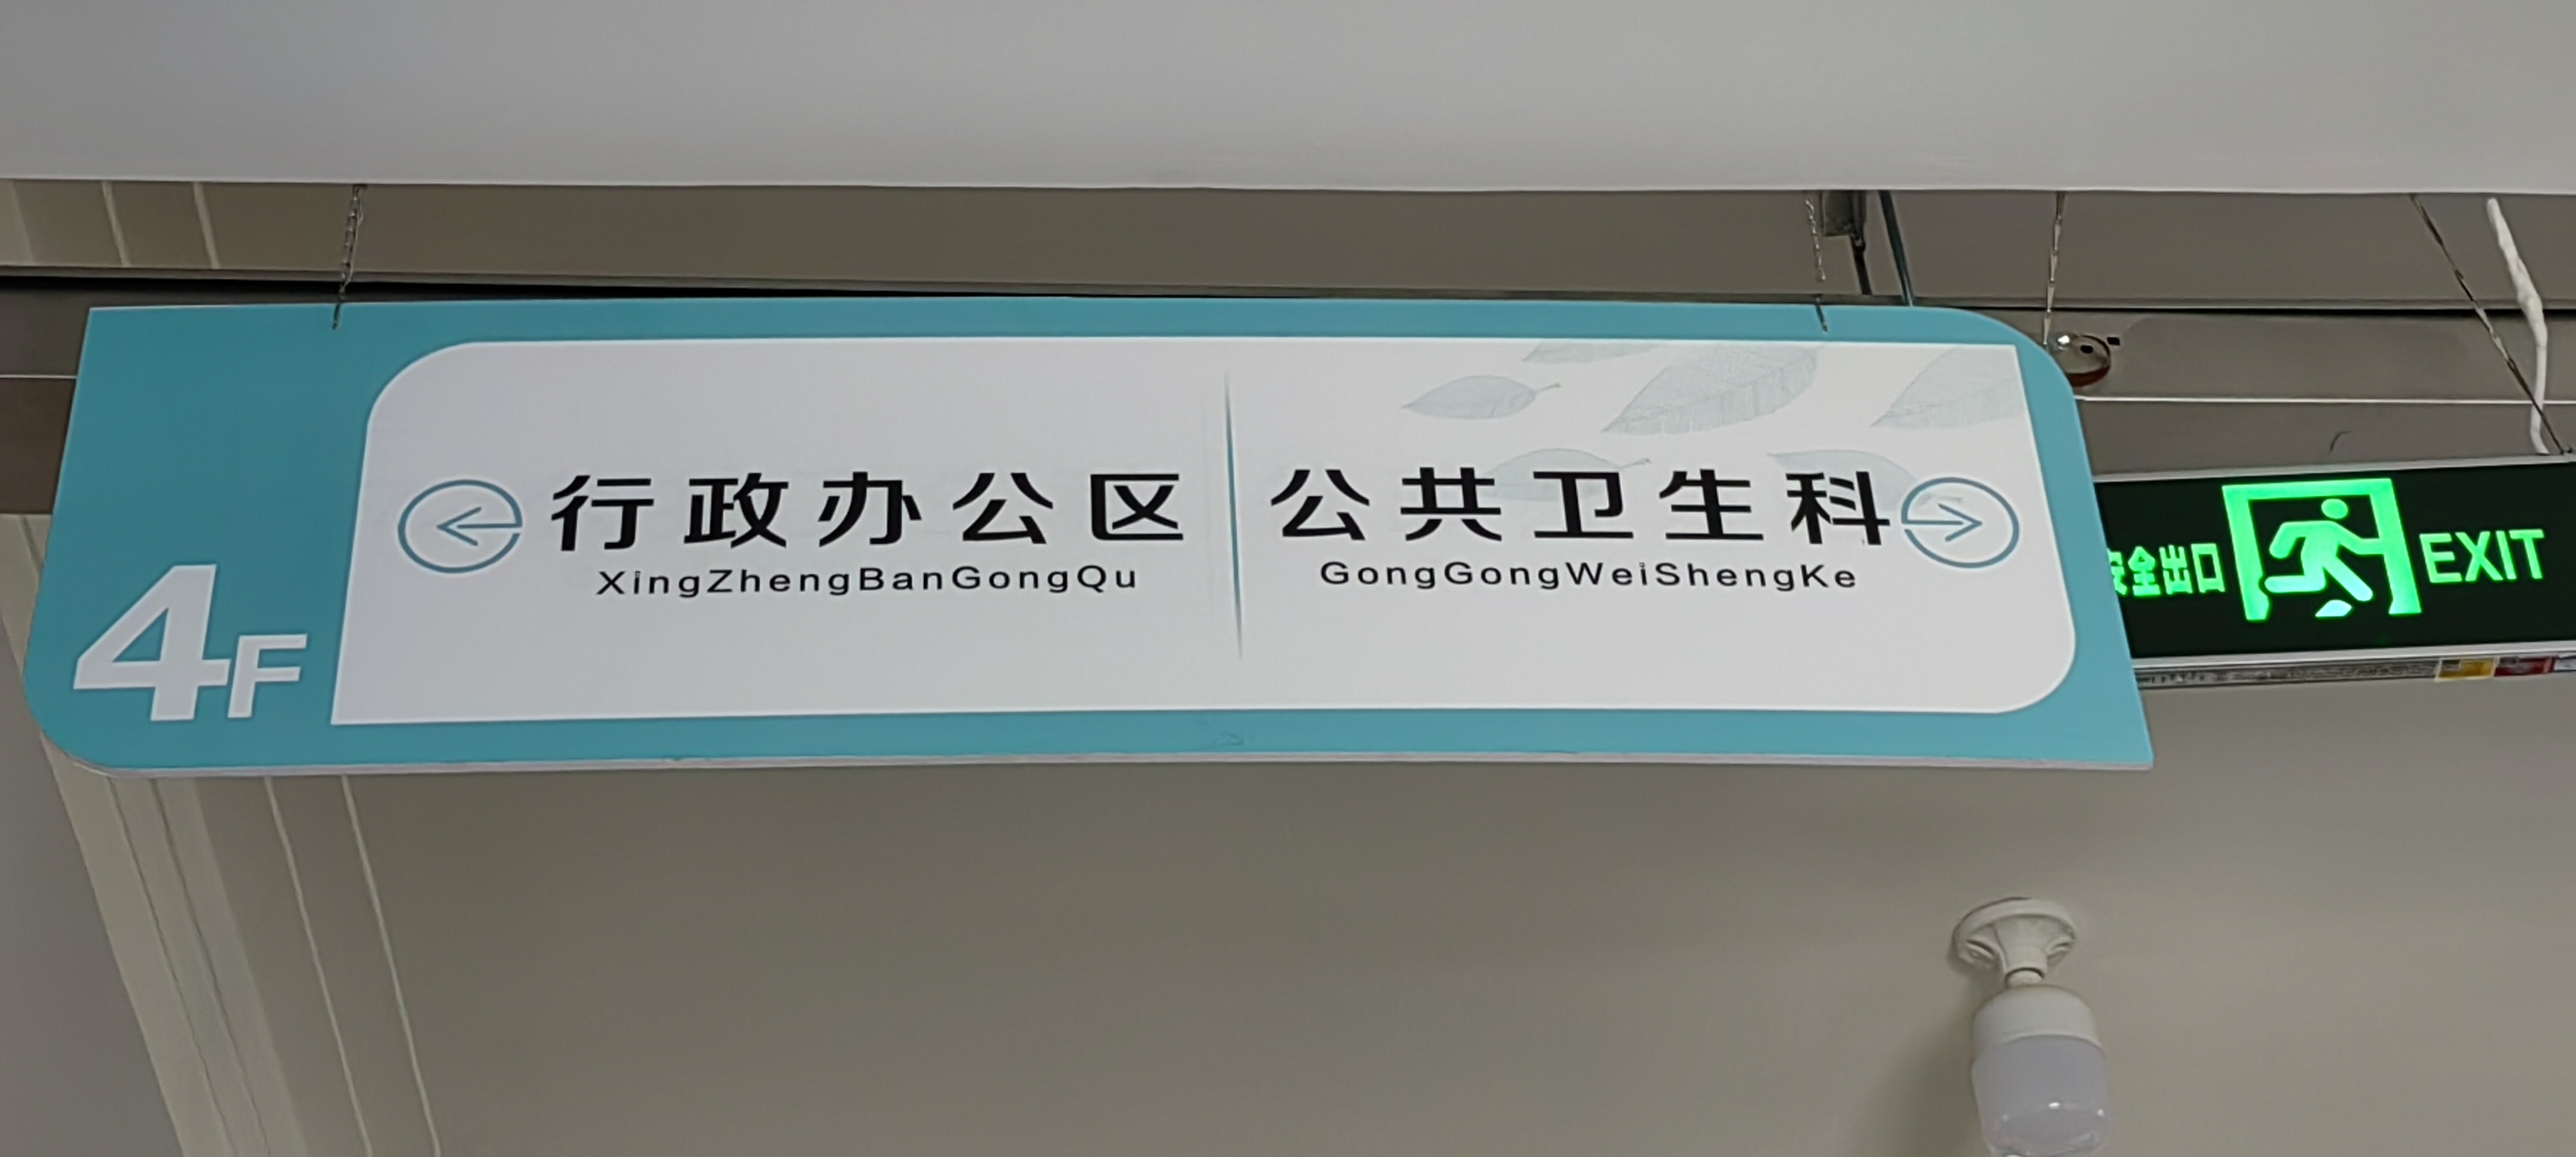 4F
行政办公区
XingZhengBanGongQu
公共卫生科
GongGongWeiShengKe
安全出口 EXIT